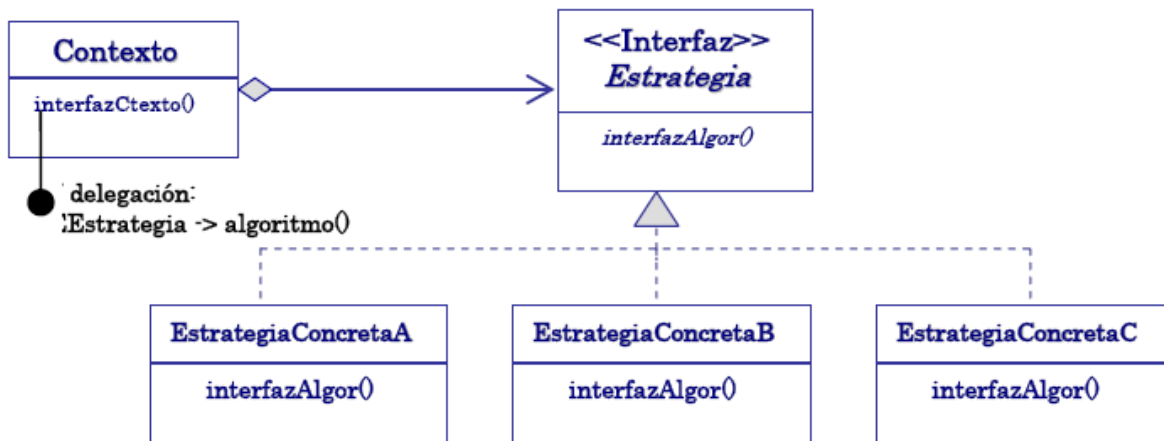 Contexto
interfazCtexto()
delegación:
Estrategia -> algoritmo()
<<Interfaz>>
Estrategia
interfazAlgor()
EstrategiaConcretaA
interfazAlgor()
EstrategiaConcretaB
interfazAlgor()
EstrategiaConcretaC
interfazAlgor()